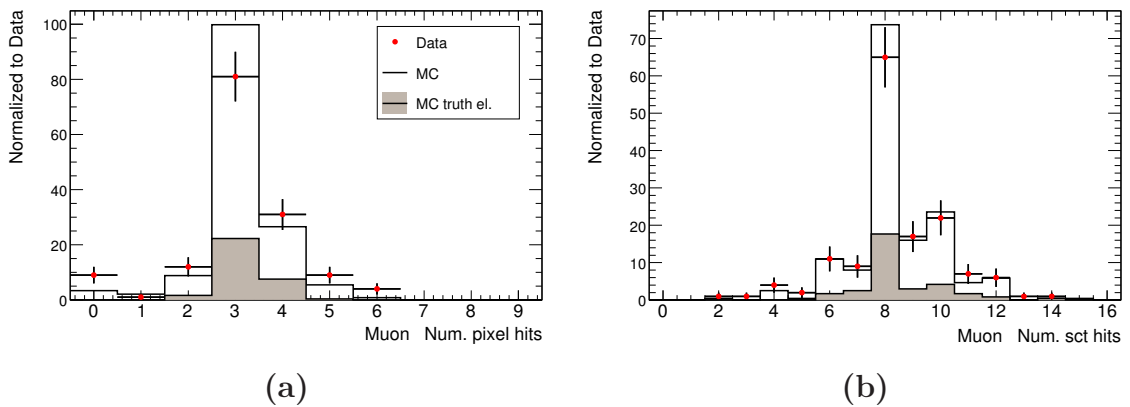 Normalized to Data
100
80
60
40
20
0
0 1 2 3 4 5 6 7 8 9
Muon Num. pixel hits
Data
MC
MC truth el.
(a)
Normalized to Data
70
60
50
40
30
20
10
0
0 2 4 6 8 10 12 14 16
Muon Num. sct hits
(b)